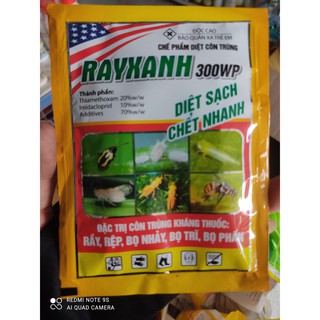 ĐỘC CAO
BẢO QUẢN XA TRẺ EM
CHẾ PHẨM DIỆT CÔN TRÙNG
RAYXANH 300WP
Thành phần:
Thiamethoxam 20%w/w
Imidacloprid 10%w/w
Additives 70%w/w
DIỆT SẠCH
CHẾT NHANH
ĐẶC TRỊ CÔN TRÙNG KHÁNG THUỐC:
RẦY, RỆP, BỌ NHẢY, BỌ TRĨ, BỌ PHẤN
REDMI NOTE 9S
AI QUAD CAMERA